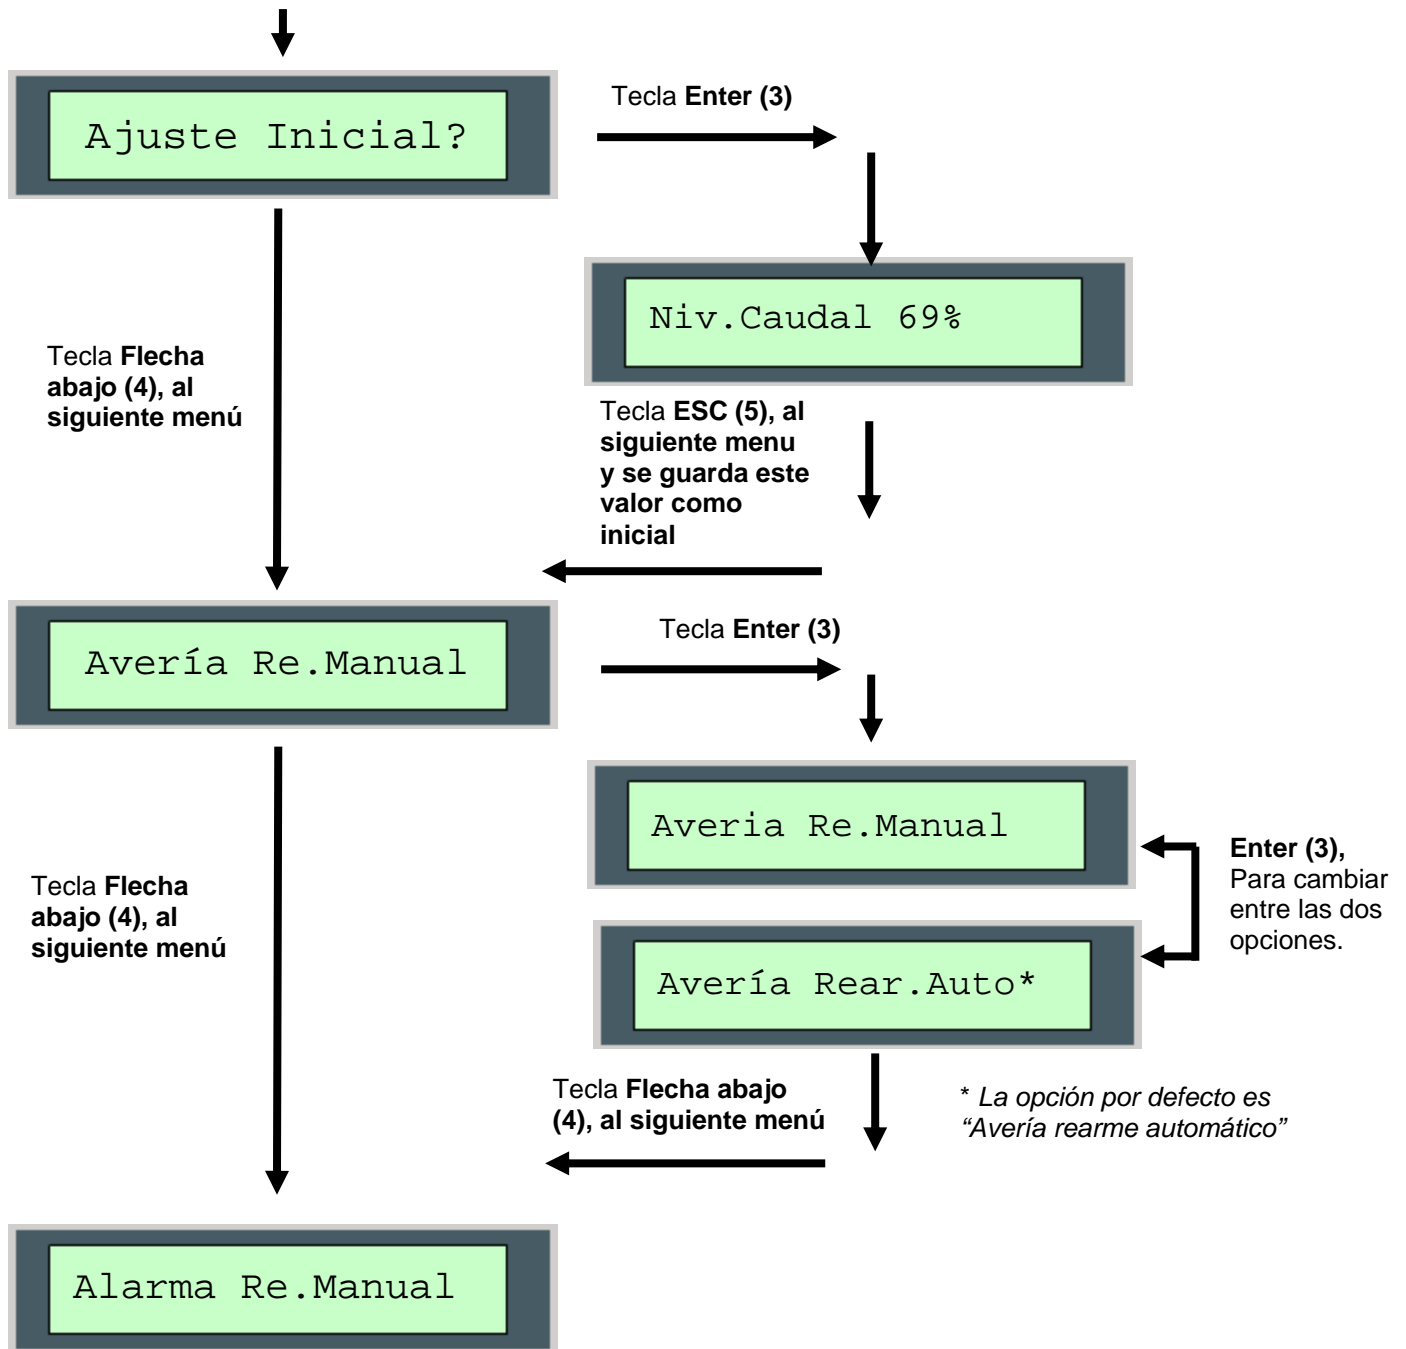 Ajuste Inicial?
Tecla Enter (3)
Niv.Caudal 69%
Tecla Flecha
abajo (4), al
siguiente menú
Tecla ESC (5), al
siguiente menu
y se guarda este
valor como
inicial
Avería Re.Manual
Tecla Enter (3)
Averia Re.Manual
Enter (3),
Para cambiar
entre las dos
opciones.
Tecla Flecha
abajo (4), al
siguiente menú
Avería Rear.Auto*
Tecla Flecha abajo
(4), al siguiente menú
* La opción por defecto es
“Avería rearme automático”
Alarma Re.Manual